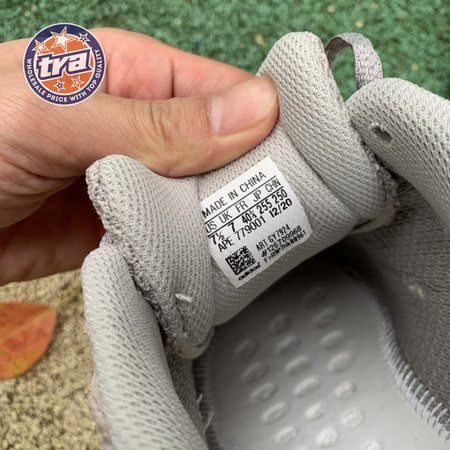 tra
WHOLESALE PRICE WITH TOP QUALITY
MADE IN CHINA
US UK FR JP CHN
7½ 7 40⅔ 255 250
APE 779001 12/20
ART GY7924
adidas